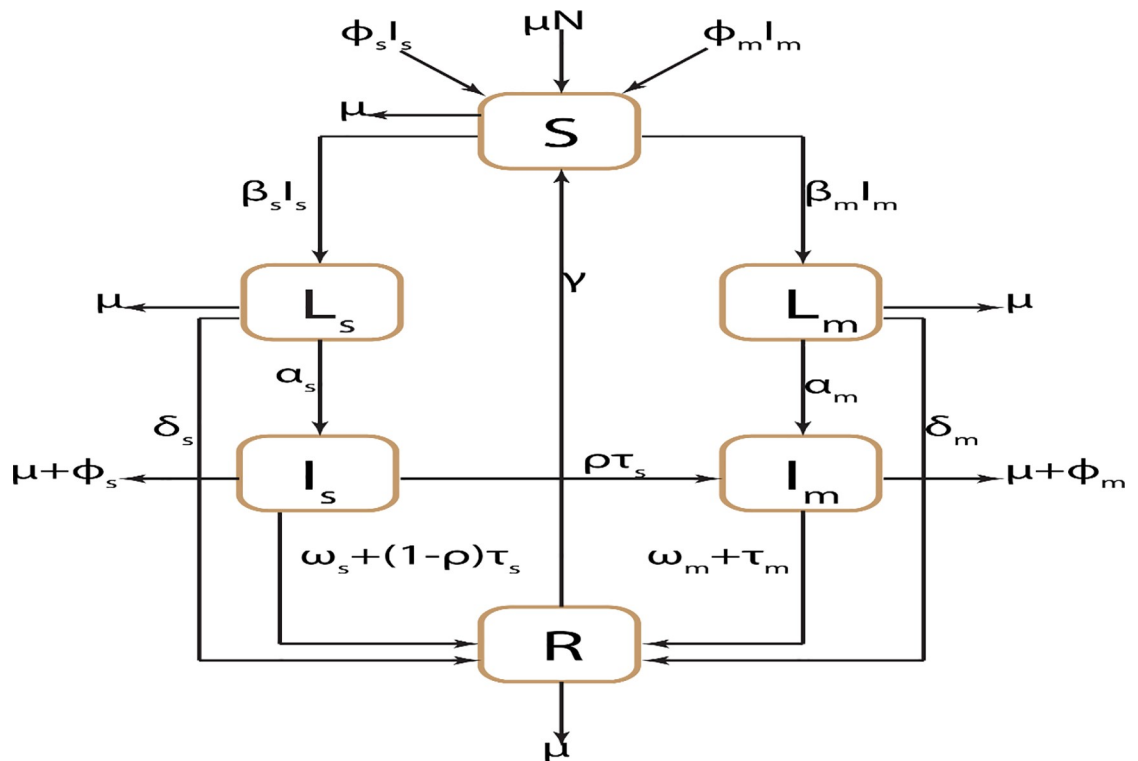 μN
ϕₛIₛ
ϕₘIₘ
μ
S
βₛIₛ
βₘIₘ
γ
μ
Lₛ
Lₘ
μ
αₛ
αₘ
δₛ
δₘ
μ+ϕₛ
Iₛ
ρτₛ
Iₘ
μ+ϕₘ
ωₛ+(1-ρ)τₛ
ωₘ+τₘ
R
μ